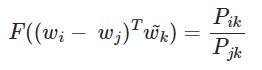 F((w_i − w_j)^T w̃_k) = P_ik / P_jk